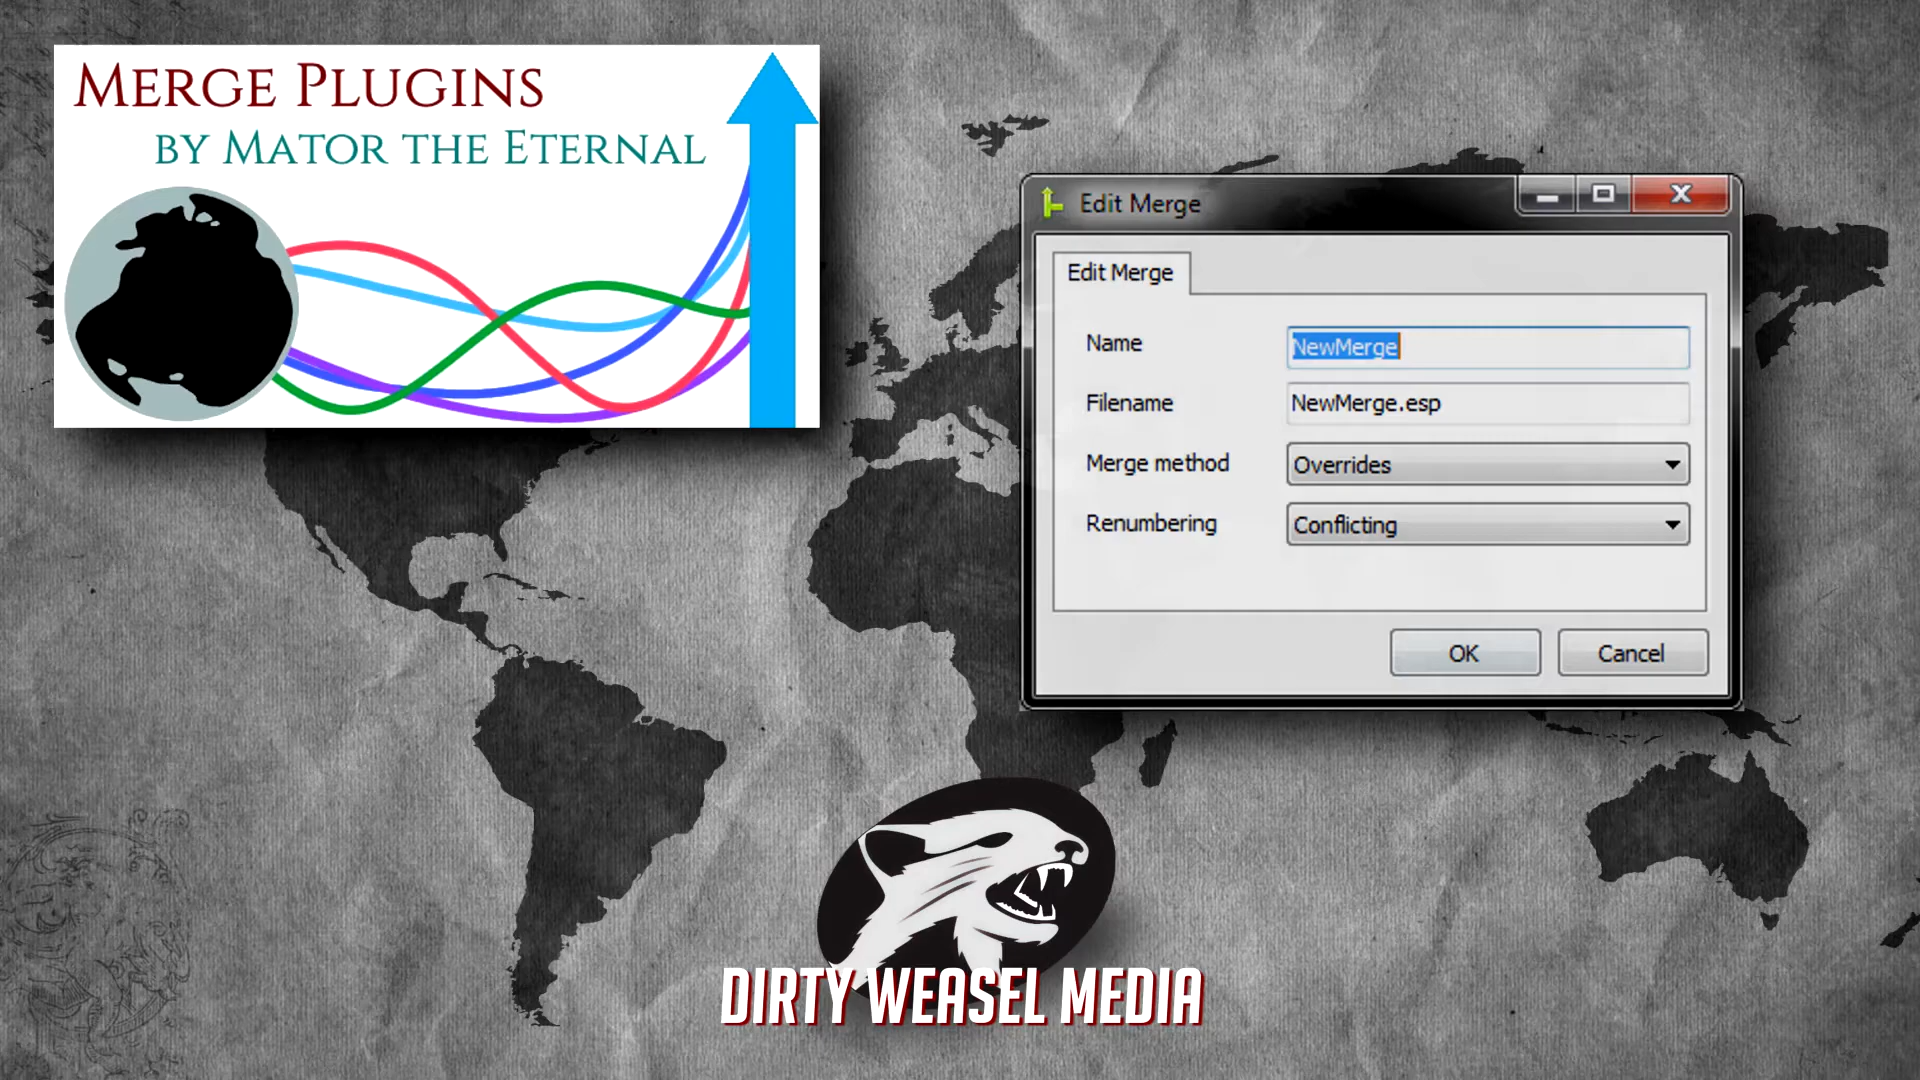 MERGE PLUGINS
BY MATOR THE ETERNAL
Edit Merge
Edit Merge
Name
NewMerge
Filename
NewMerge.esp
Merge method
Overrides
Renumbering
Conflicting
OK
Cancel
DIRTY WEASEL MEDIA